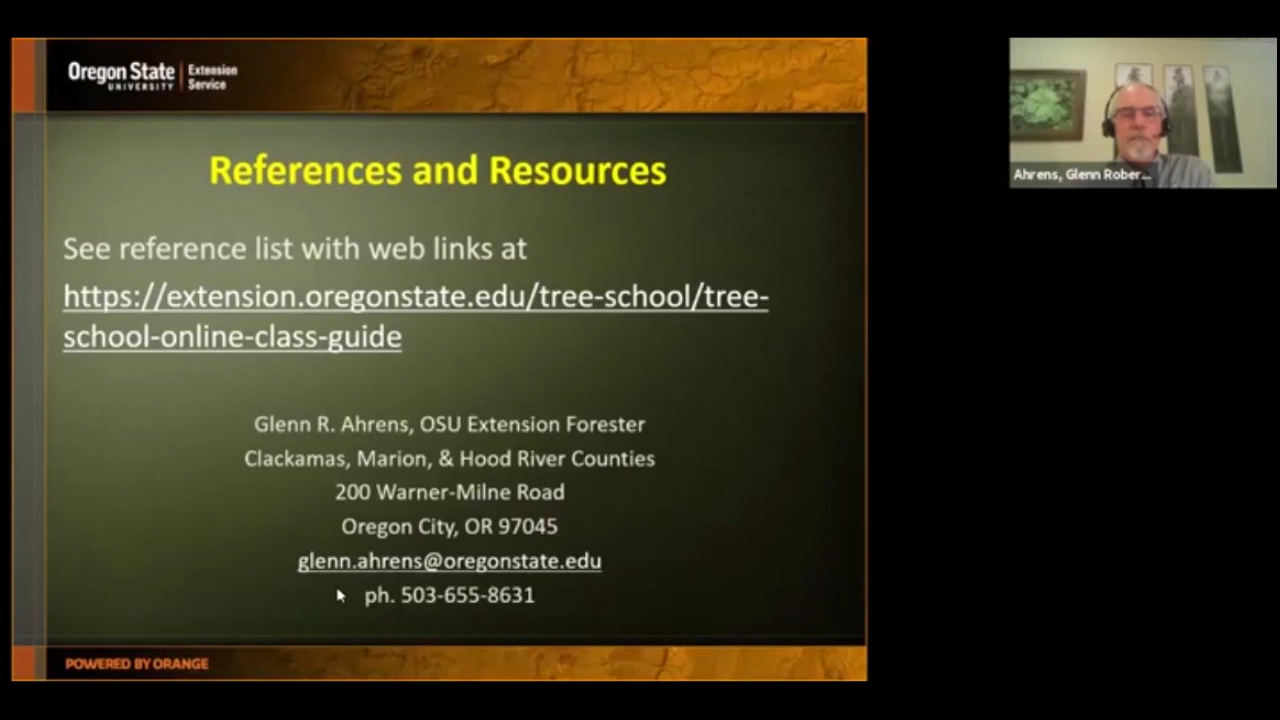 Oregon State
UNIVERSITY
Extension
Service
References and Resources
See reference list with web links at
https://extension.oregonstate.edu/tree-school/tree-
school-online-class-guide
Glenn R. Ahrens, OSU Extension Forester
Clackamas, Marion, & Hood River Counties
200 Warner-Milne Road
Oregon City, OR 97045
glenn.ahrens@oregonstate.edu
ph. 503-655-8631
POWERED BY ORANGE
Ahrens, Glenn Rober...